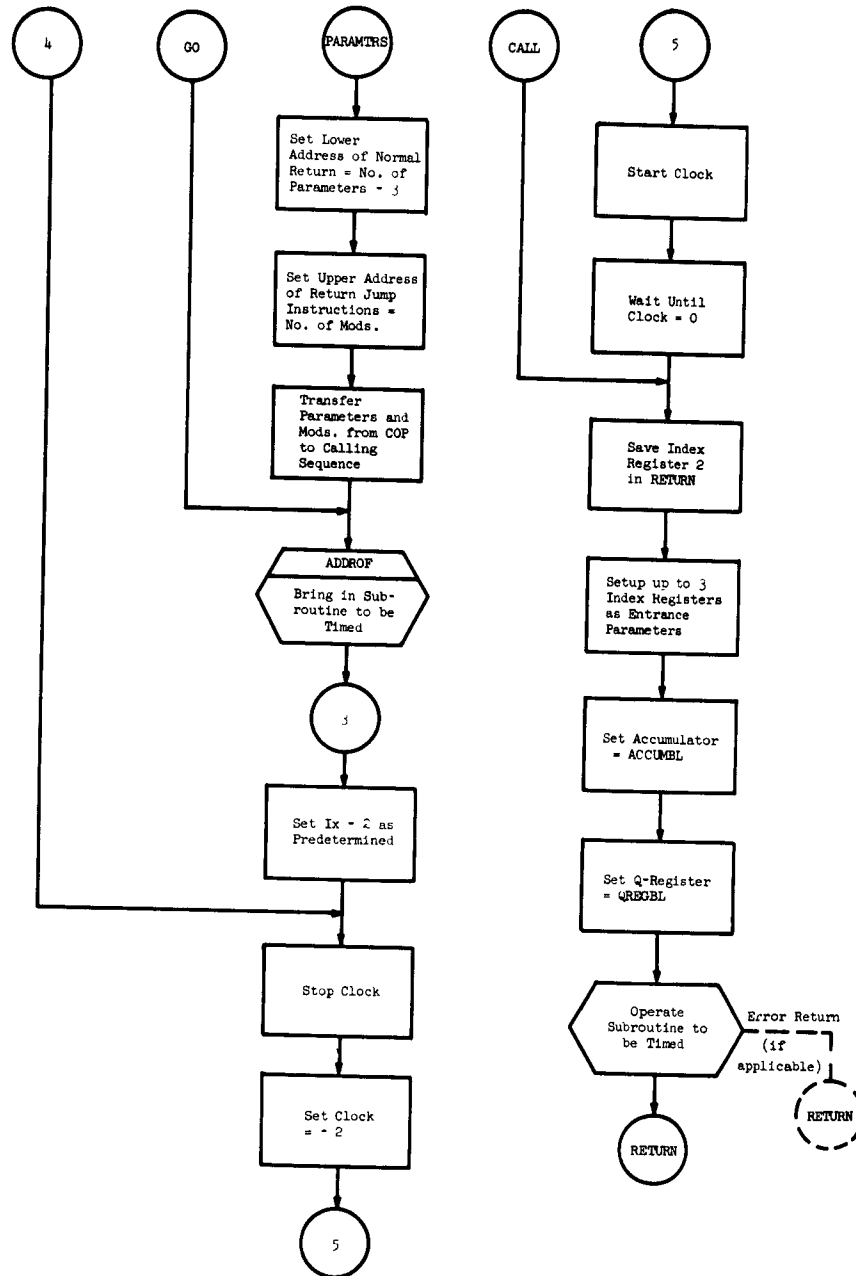 4
GO
PARAMTRS
CALL
5
Set Lower
Address of Normal
Return = No. of
Parameters - 3
Set Upper Address
of Return Jump
Instructions =
No. of Mods.
Transfer
Parameters and
Mods. from COP
to Calling
Sequence
ADDROF
Bring in Sub-
routine to be
Timed
3
Set Ix - 2 as
Predetermined
Stop Clock
Set Clock
= - 2
5
Start Clock
Wait Until
Clock = 0
Save Index
Register 2
in RETURN
Setup up to 3
Index Registers
as Entrance
Parameters
Set Accumulator
= ACCUMBL
Set Q-Register
= QREGBL
Operate
Subroutine to
be Timed
Error Return
(if
applicable)
RETURN
RETURN